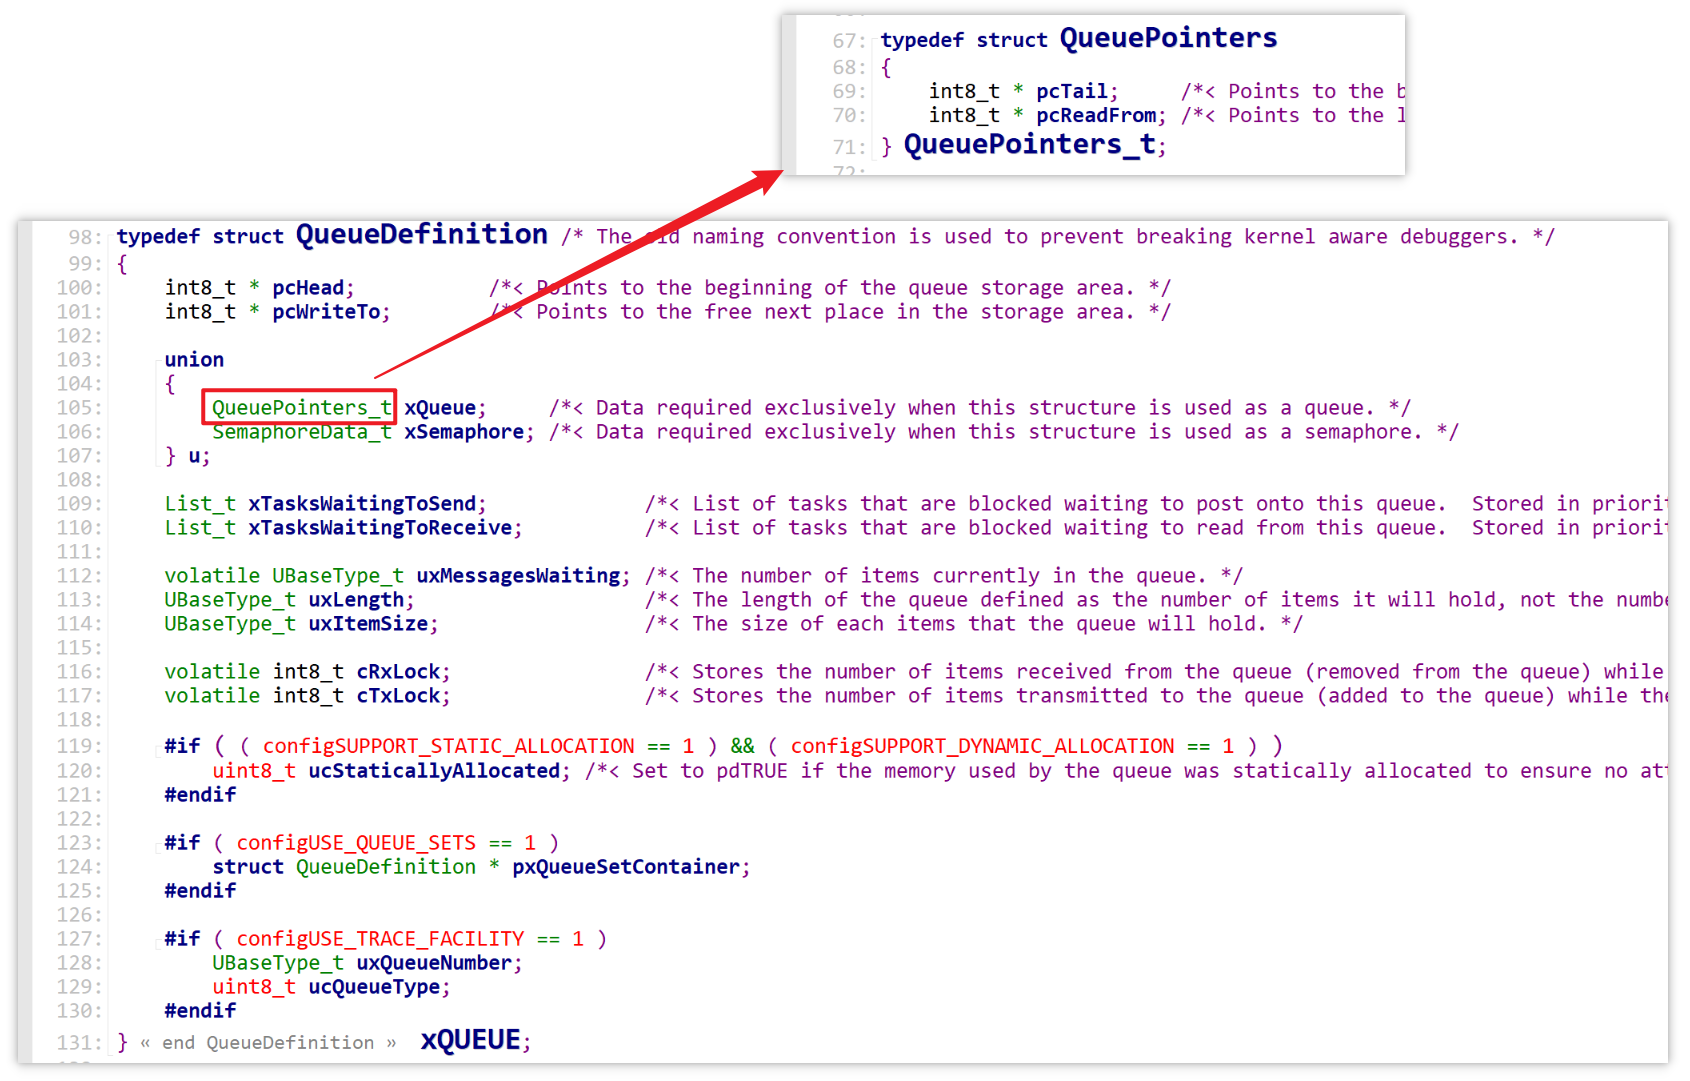 67: typedef struct QueuePointers
68: {
69: int8_t * pcTail; /*< Points to the
70: int8_t * pcReadFrom; /*< Points to the
71: } QueuePointers_t;
72:
98: typedef struct QueueDefinition /* The old naming convention is used to prevent breaking kernel aware debuggers. */
99: {
100: int8_t * pcHead; /*< Points to the beginning of the queue storage area. */
101: int8_t * pcWriteTo; /*< Points to the free next place in the storage area. */
102:
103: union
104: {
105: QueuePointers_t xQueue; /*< Data required exclusively when this structure is used as a queue. */
106: SemaphoreData_t xSemaphore; /*< Data required exclusively when this structure is used as a semaphore. */
107: } u;
108:
109: List_t xTasksWaitingToSend; /*< List of tasks that are blocked waiting to post onto this queue.  Stored in priorit
110: List_t xTasksWaitingToReceive; /*< List of tasks that are blocked waiting to read from this queue.  Stored in priorit
111:
112: volatile UBaseType_t uxMessagesWaiting; /*< The number of items currently in the queue. */
113: UBaseType_t uxLength; /*< The length of the queue defined as the number of items it will hold, not the numbe
114: UBaseType_t uxItemSize; /*< The size of each items that the queue will hold. */
115:
116: volatile int8_t cRxLock; /*< Stores the number of items received from the queue (removed from the queue) while
117: volatile int8_t cTxLock; /*< Stores the number of items transmitted to the queue (added to the queue) while the
118:
119: #if ( ( configSUPPORT_STATIC_ALLOCATION == 1 ) && ( configSUPPORT_DYNAMIC_ALLOCATION == 1 ) )
120: uint8_t ucStaticallyAllocated; /*< Set to pdTRUE if the memory used by the queue was statically allocated to ensure no att
121: #endif
122:
123: #if ( configUSE_QUEUE_SETS == 1 )
124: struct QueueDefinition * pxQueueSetContainer;
125: #endif
126:
127: #if ( configUSE_TRACE_FACILITY == 1 )
128: UBaseType_t uxQueueNumber;
129: uint8_t ucQueueType;
130: #endif
131: } « end QueueDefinition » xQUEUE;